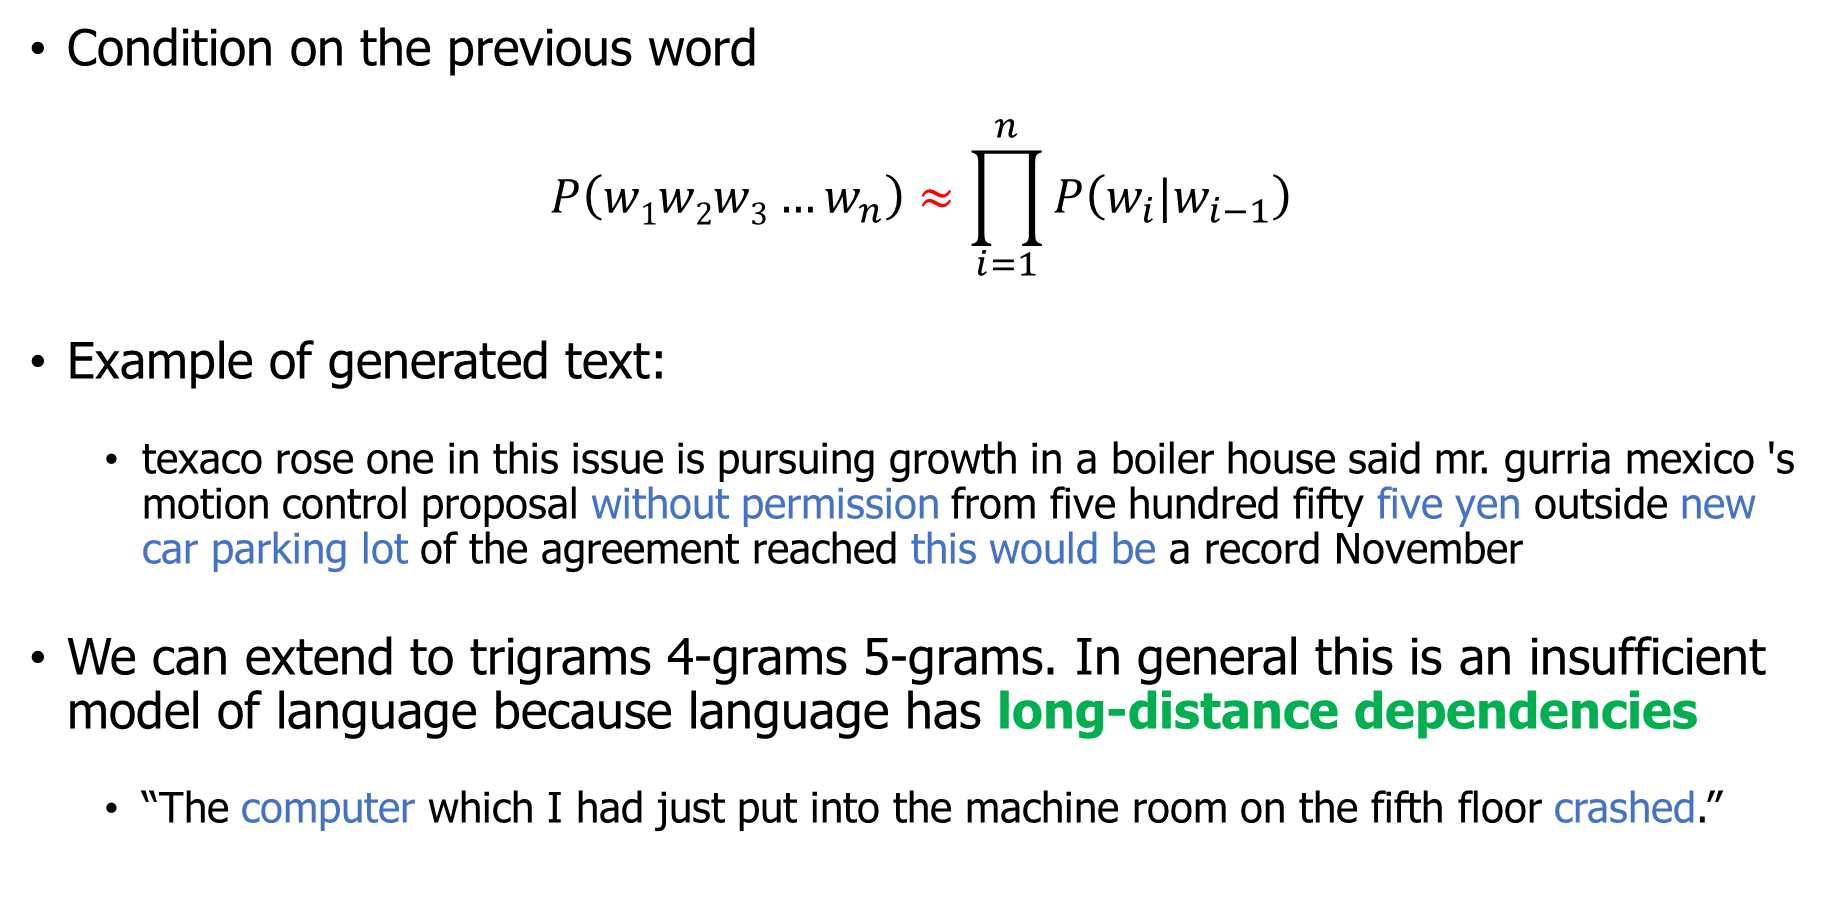 • Condition on the previous word
P(w₁w₂w₃ … wₙ) ≈ ∏ⁿᵢ₌₁ P(wᵢ|wᵢ₋₁)
• Example of generated text:
• texaco rose one in this issue is pursuing growth in a boiler house said mr. gurria mexico 's
motion control proposal without permission from five hundred fifty five yen outside new
car parking lot of the agreement reached this would be a record November
• We can extend to trigrams 4-grams 5-grams. In general this is an insufficient
model of language because language has long-distance dependencies
• “The computer which I had just put into the machine room on the fifth floor crashed.”